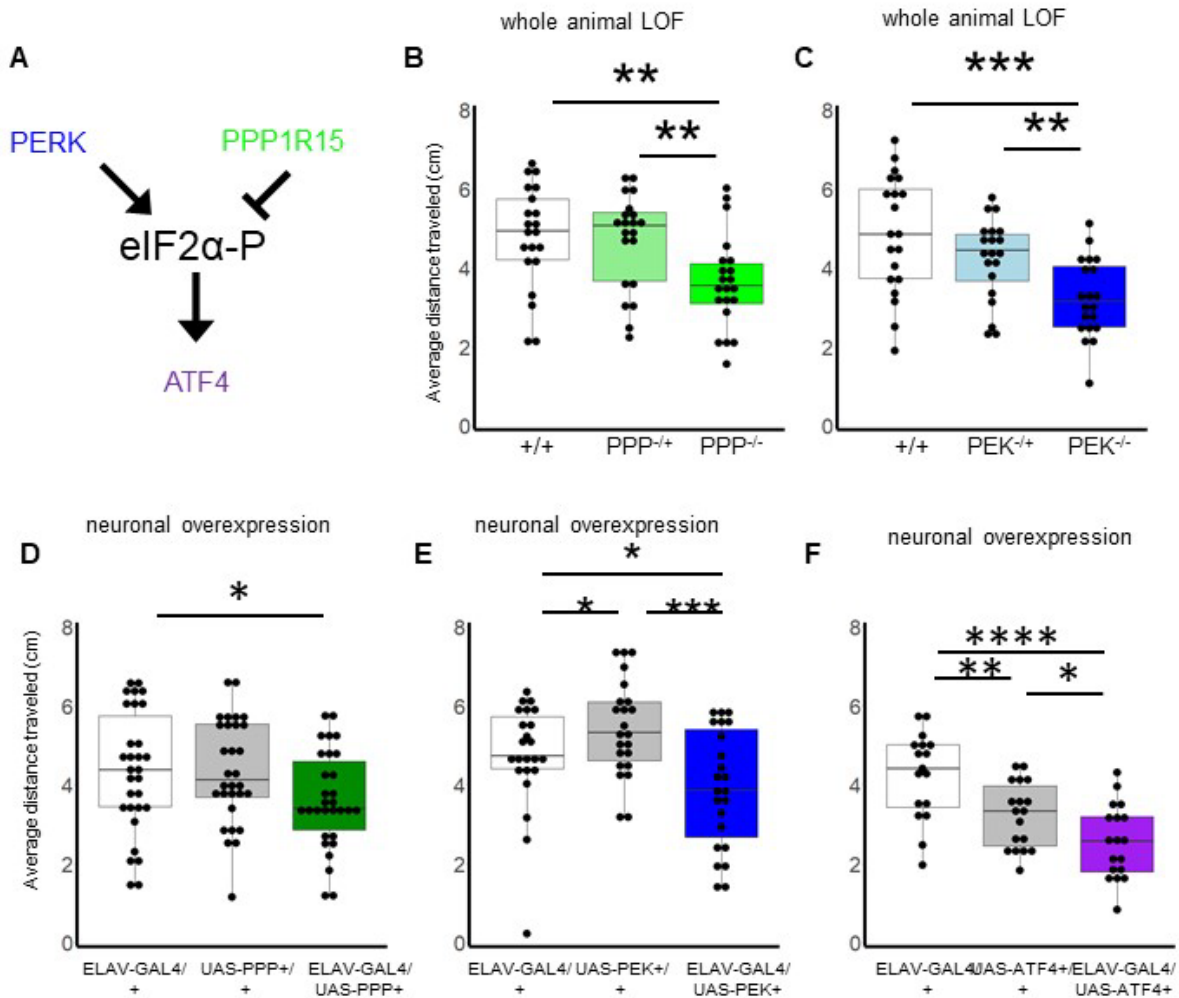 whole animal LOF
whole animal LOF
A
B
C
PERK
PPP1R15
eIF2α-P
ATF4
**
**
Average distance traveled (cm)
8
6
4
2
0
+/+
PPP-/+
PPP-/-
***
**
8
6
4
2
0
+/+
PEK-/+
PEK-/-
neuronal overexpression
neuronal overexpression
neuronal overexpression
D
E
F
*
Average distance traveled (cm)
8
6
4
2
0
ELAV-GAL4/
+
UAS-PPP+/
+
ELAV-GAL4/
UAS-PPP+
*
*
***
8
6
4
2
0
ELAV-GAL4/
+
UAS-PEK+/
+
ELAV-GAL4/
UAS-PEK+
****
**
*
8
6
4
2
0
ELAV-GAL4
+
UAS-ATF4+/
+
ELAV-GAL4/
UAS-ATF4+